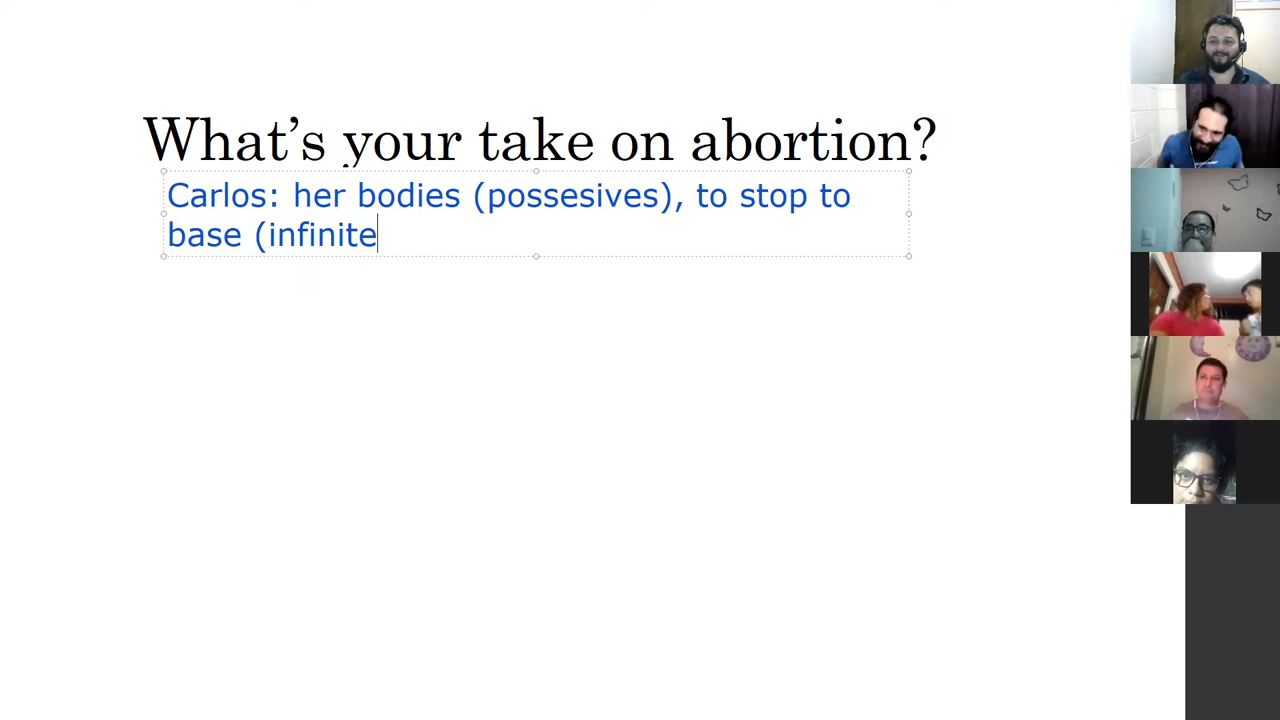 What’s your take on abortion?
Carlos: her bodies (possesives), to stop to
base (infinite